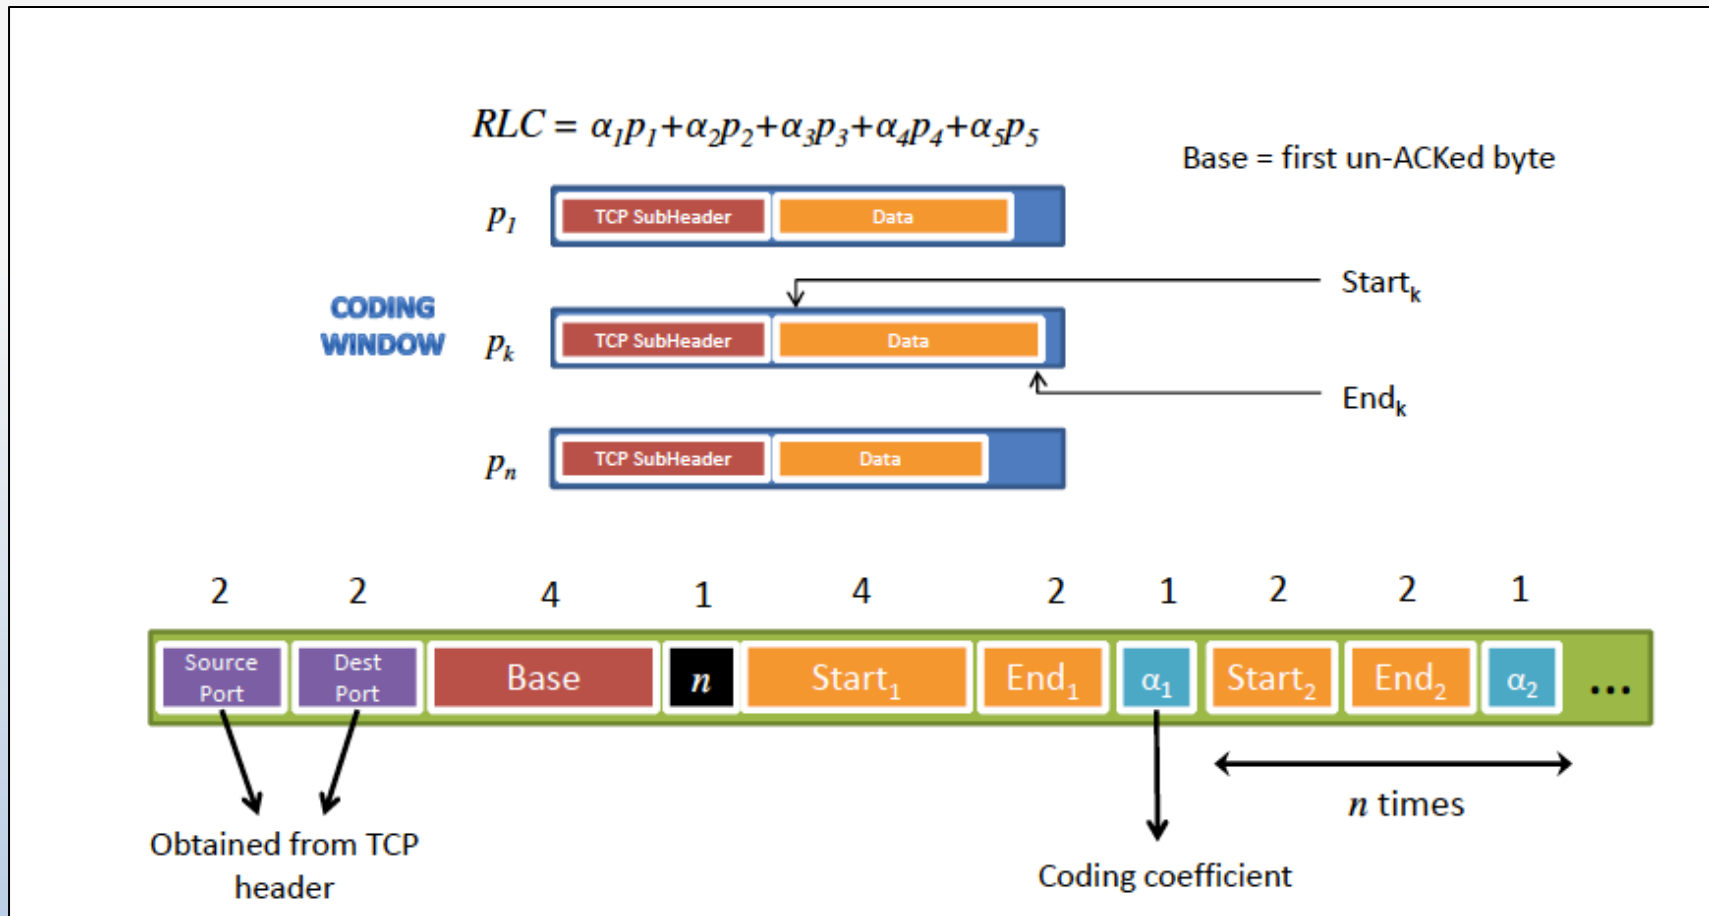 RLC = α₁p₁+α₂p₂+α₃p₃+α₄p₄+α₅p₅
Base = first un-ACKed byte
p₁ TCP SubHeader Data
Startₖ
CODING
WINDOW
pₖ TCP SubHeader Data
Endₖ
pₙ TCP SubHeader Data
2 2 4 1 4 2 1 2 2 1
Source
Port
Dest
Port
Base
n
Start₁
End₁
α₁
Start₂
End₂
α₂
...
n times
Obtained from TCP
header
Coding coefficient